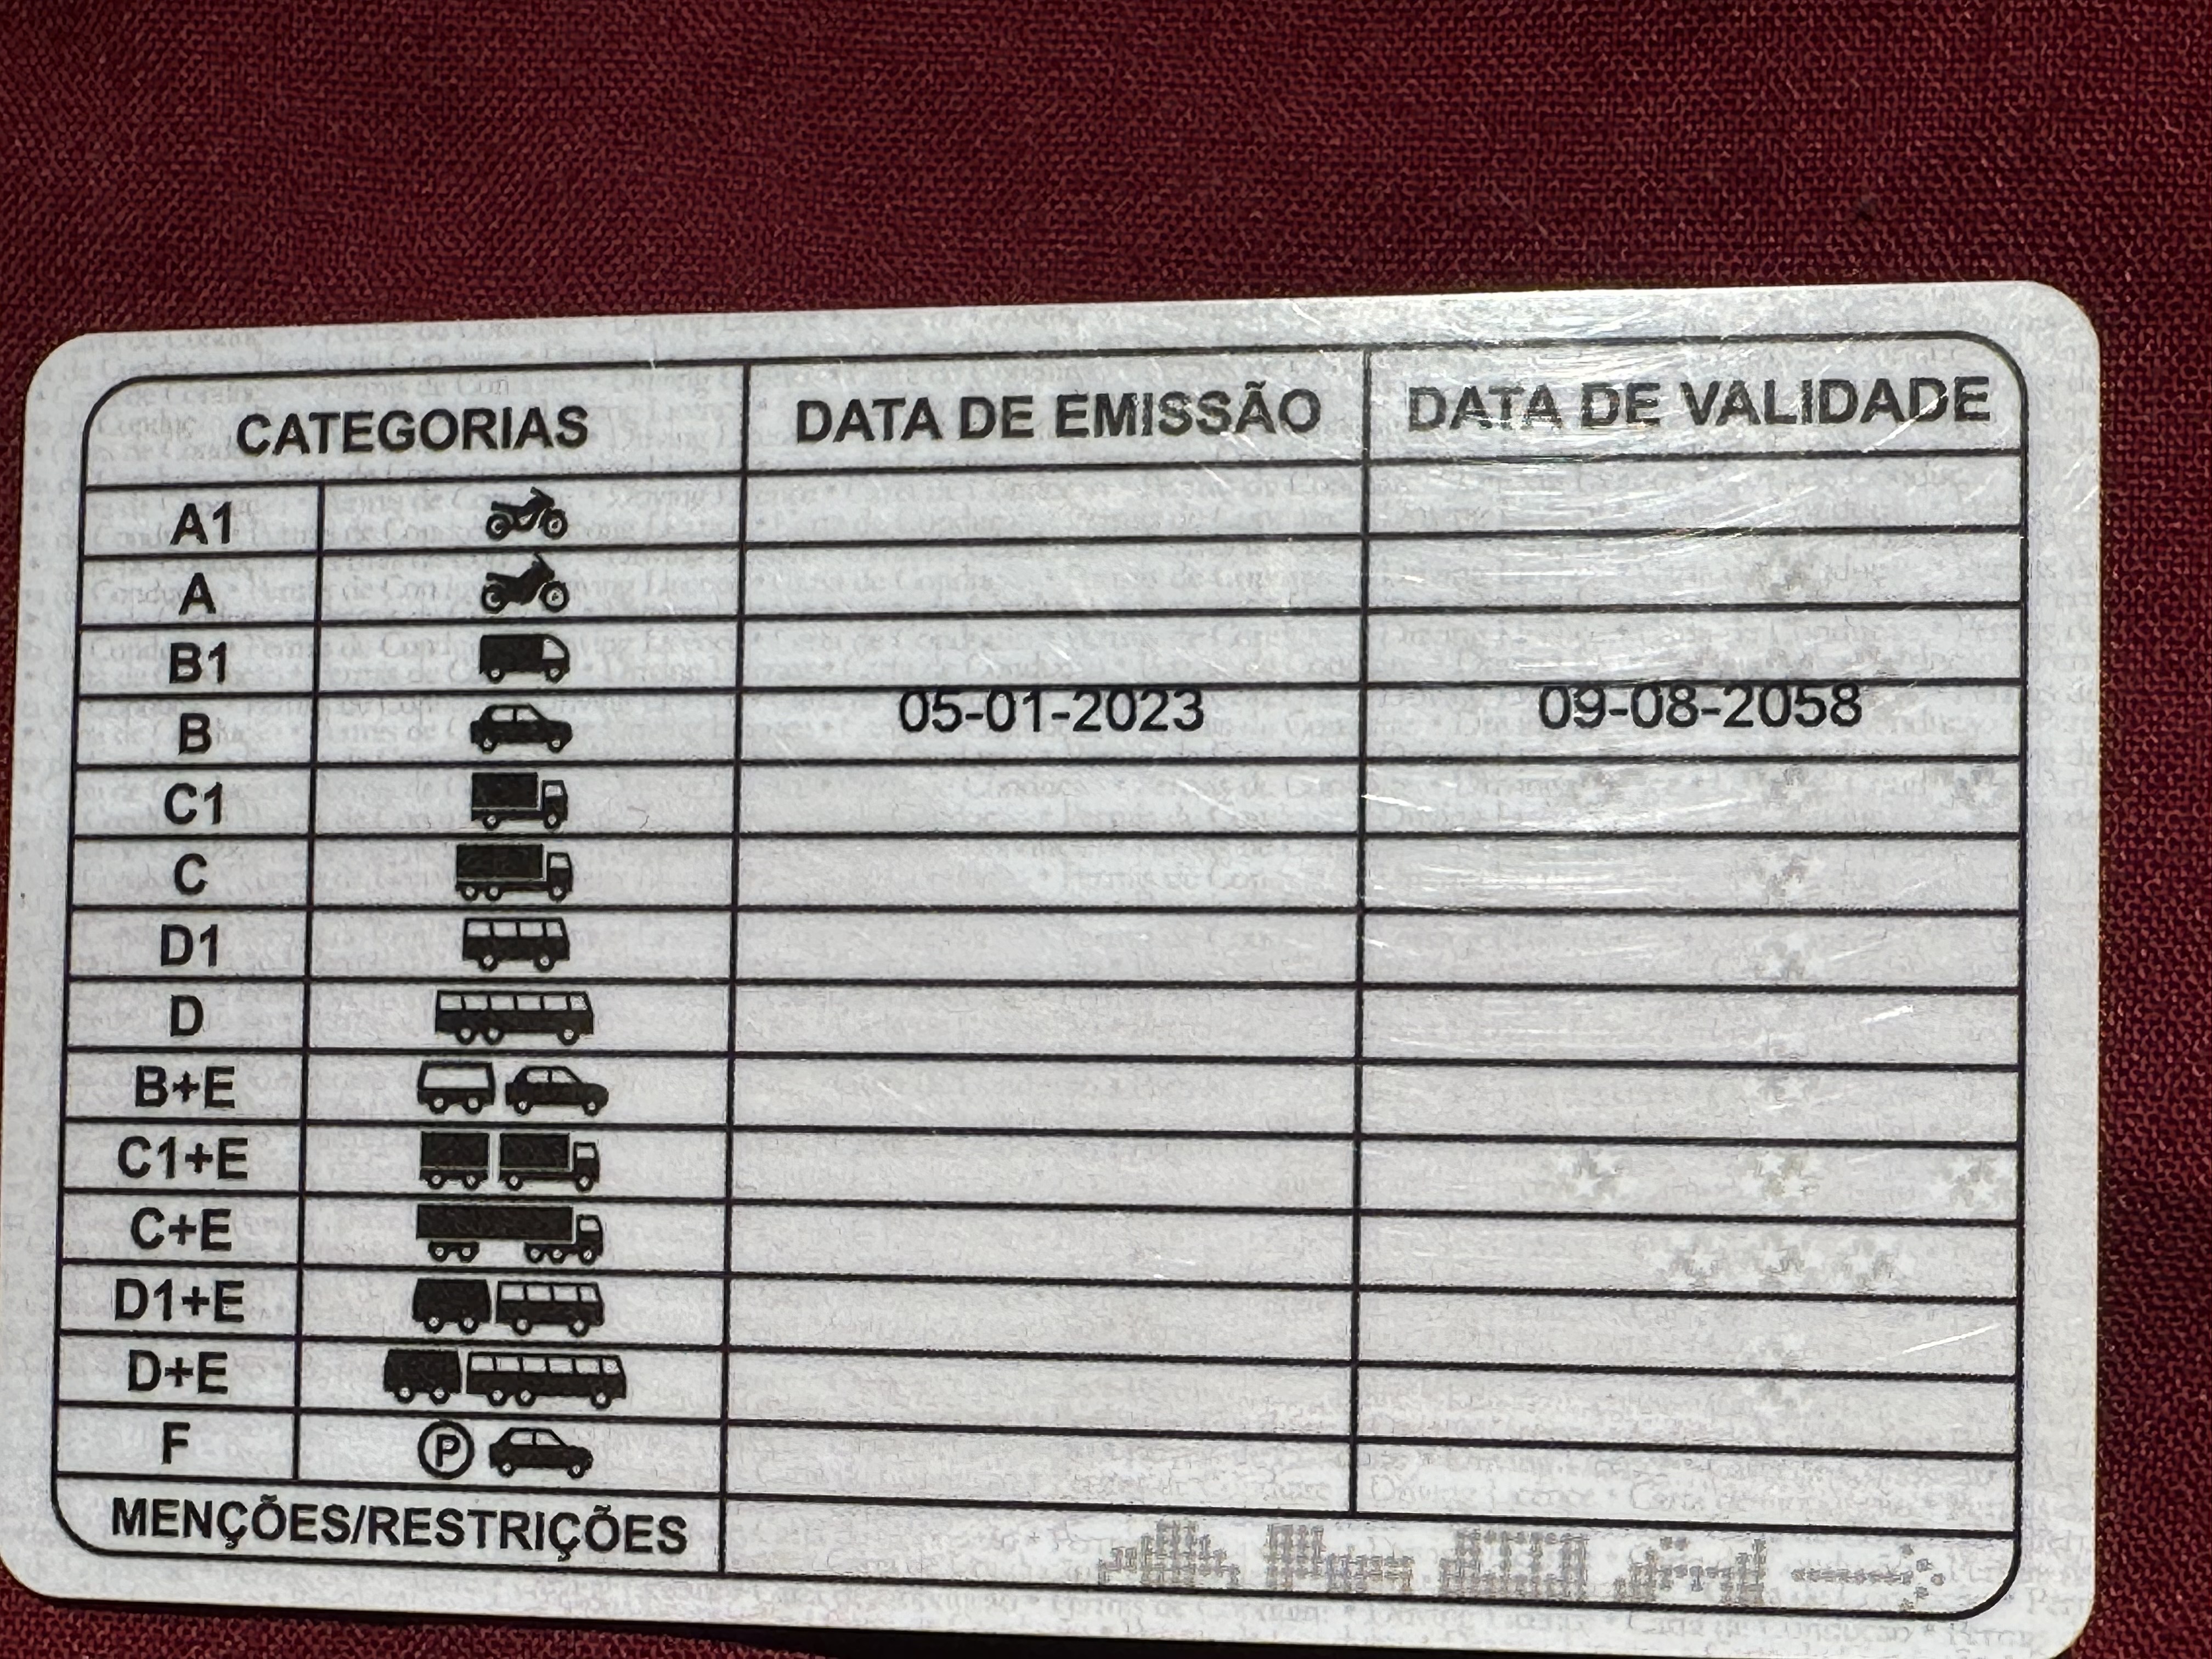 CATEGORIAS DATA DE EMISSÃO DATA DE VALIDADE
A1
A
B1
B 05-01-2023 09-08-2058
C1
C
D1
D
B+E
C1+E
C+E
D1+E
D+E
F P
MENÇÕES/RESTRIÇÕES